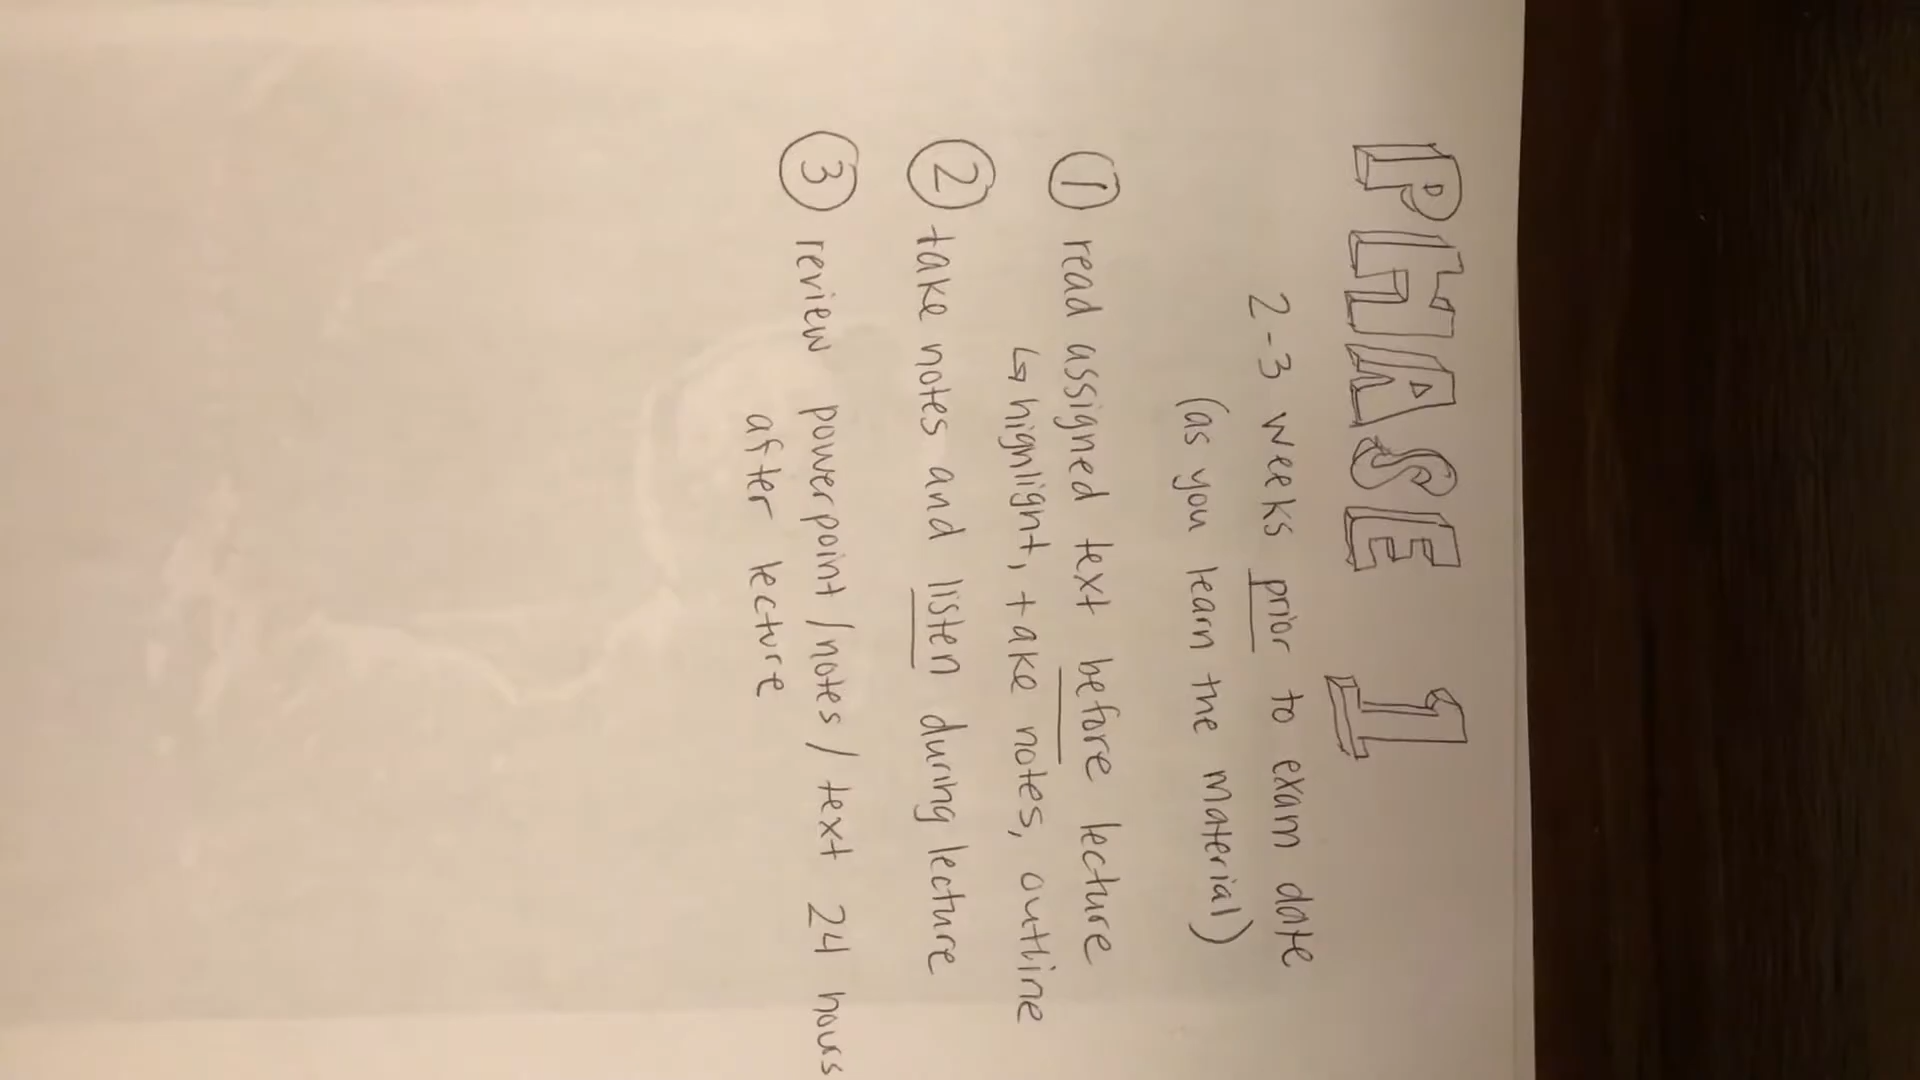 PHASE 1
2-3 weeks prior to exam date
(as you learn the material)
① read assigned text before lecture
↳ highlight, take notes, outline
② take notes and listen during lecture
③ review powerpoint/notes/text 24 hours
after lecture